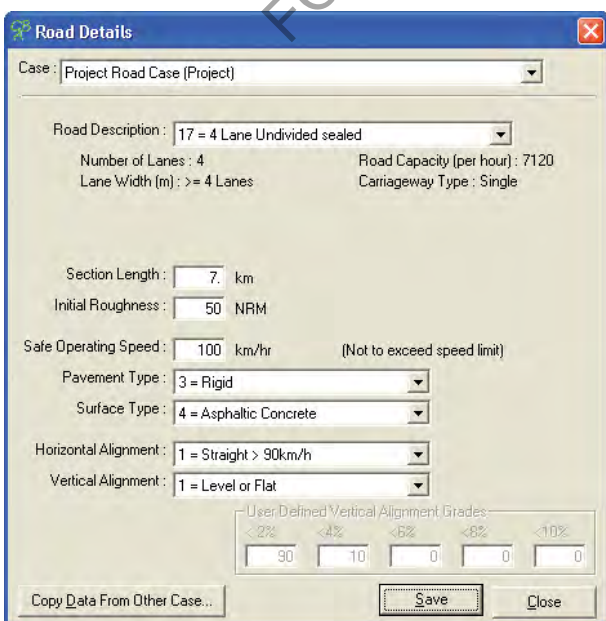 FO
Road Details
Case : Project Road Case (Project)
Road Description : 17 = 4 Lane Undivided sealed
Number of Lanes : 4 Road Capacity (per hour) : 7120
Lane Width (m) : >= 4 Lanes Carriageway Type : Single
Section Length : 7. km
Initial Roughness : 50 NRM
Safe Operating Speed : 100 km/hr (Not to exceed speed limit)
Pavement Type : 3 = Rigid
Surface Type : 4 = Asphaltic Concrete
Horizontal Alignment : 1 = Straight > 90km/h
Vertical Alignment : 1 = Level or Flat
User Defined Vertical Alignment Grades
<2% <4% <6% <8% <10%
90 10 0 0 0
Copy Data From Other Case... Save Close